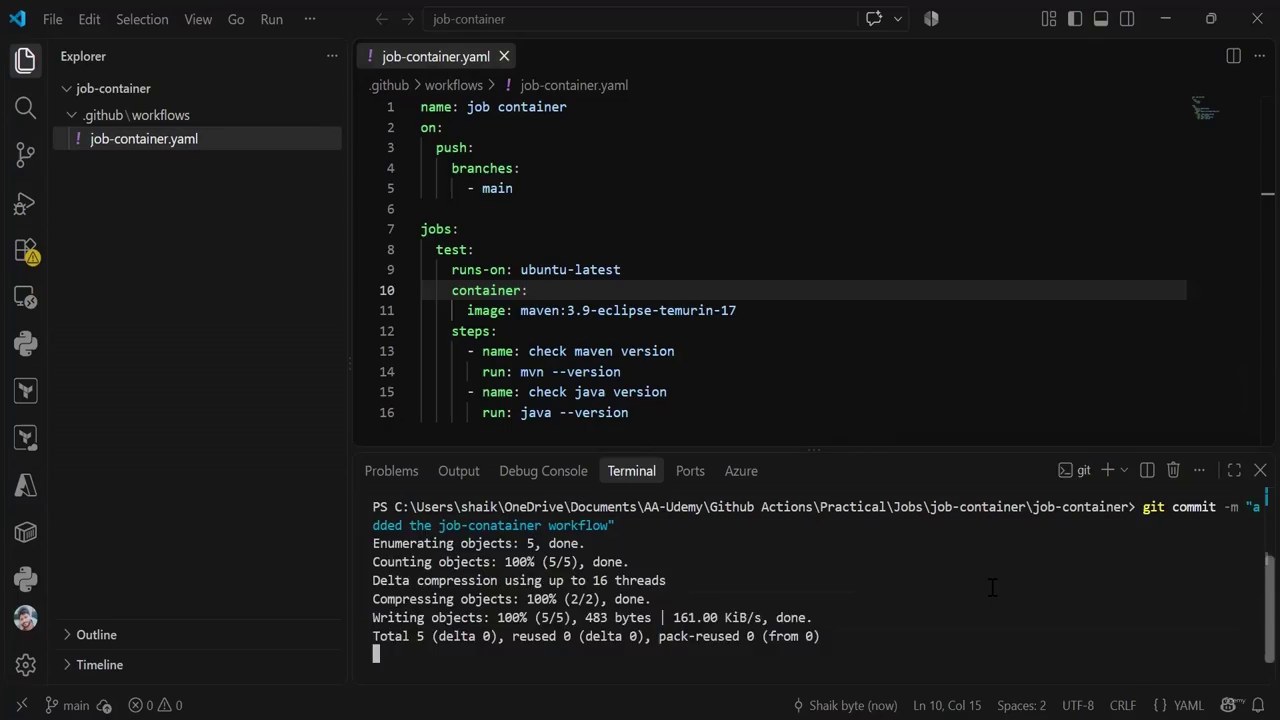 File Edit Selection View Go Run ··· job-container
Explorer ···
job-container
.github\workflows
! job-container.yaml
! job-container.yaml
.github > workflows > ! job-container.yaml
1 name: job container
2 on:
3 push:
4 branches:
5 - main
6
7 jobs:
8 test:
9 runs-on: ubuntu-latest
10 container:
11 image: maven:3.9-eclipse-temurin-17
12 steps:
13 - name: check maven version
14 run: mvn --version
15 - name: check java version
16 run: java --version
Problems Output Debug Console Terminal Ports Azure git
PS C:\Users\shaik\OneDrive\Documents\AA-Udemy\Github Actions\Practical\Jobs\job-container\job-container> git commit -m "a
dded the job-conatainer workflow"
Enumerating objects: 5, done.
Counting objects: 100% (5/5), done.
Delta compression using up to 16 threads
Compressing objects: 100% (2/2), done.
Writing objects: 100% (5/5), 483 bytes | 161.00 KiB/s, done.
Total 5 (delta 0), reused 0 (delta 0), pack-reused 0 (from 0)
Outline
Timeline
main 0 0 Shaik byte (now) Ln 10, Col 15 Spaces: 2 UTF-8 CRLF {} YAML